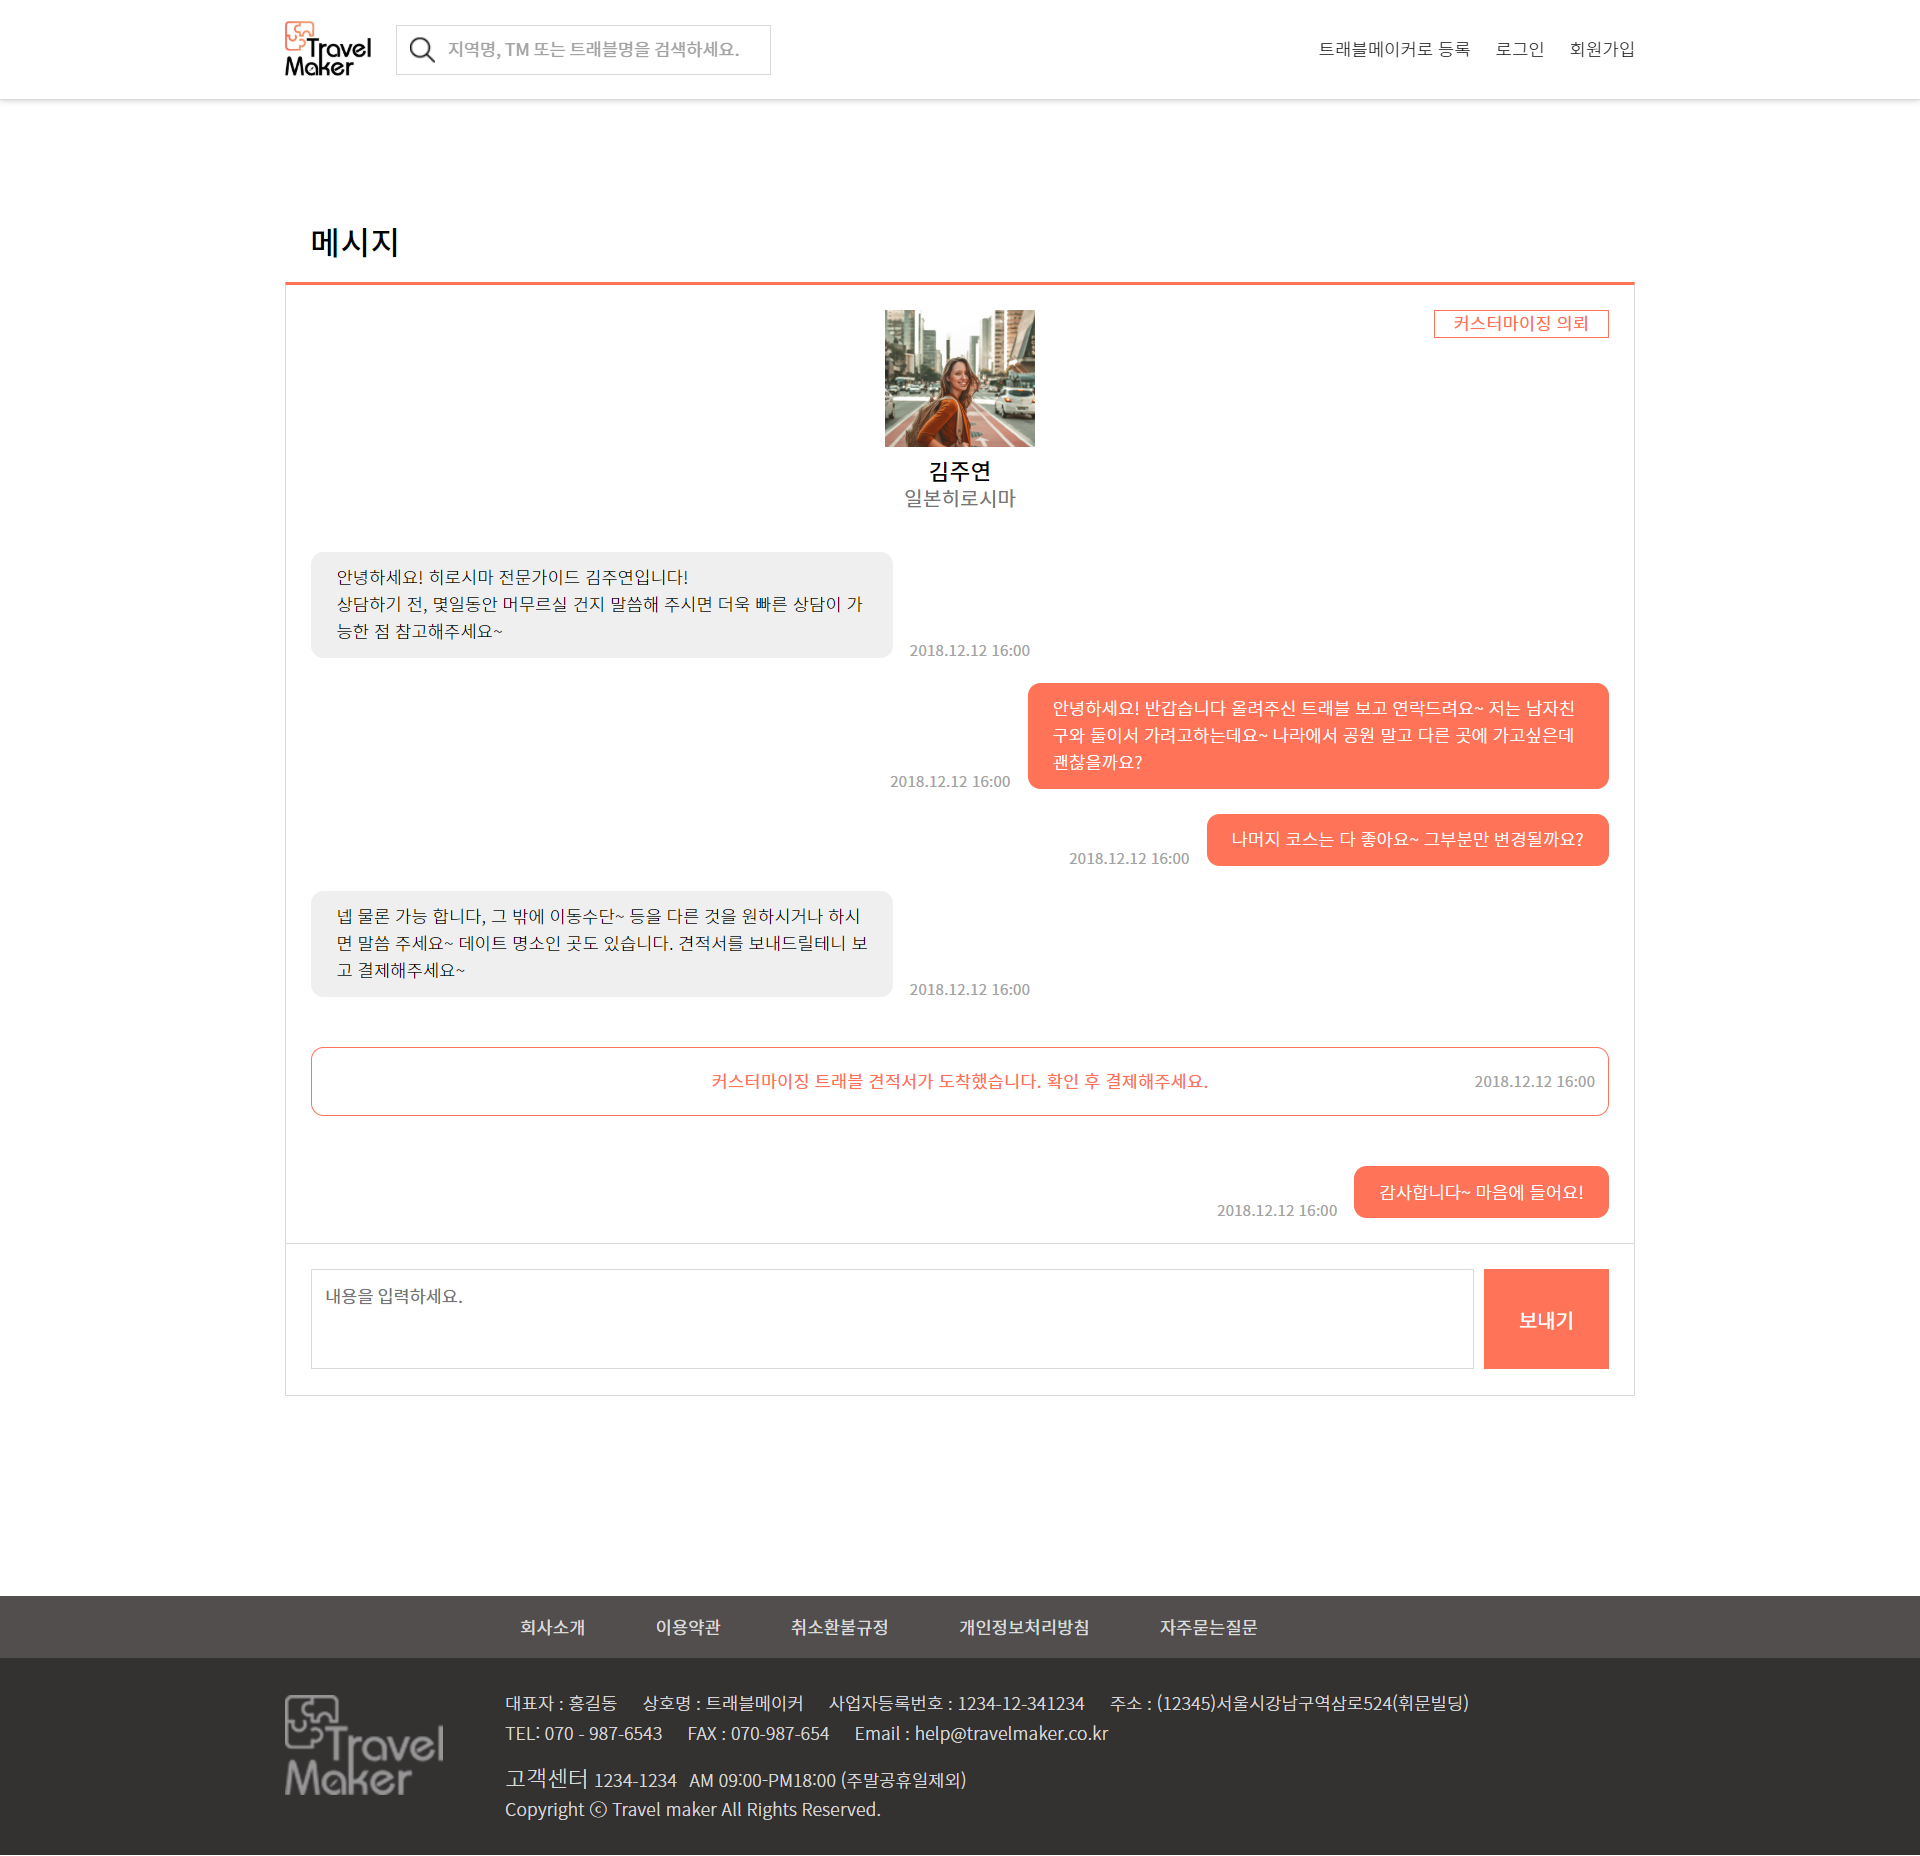 Travel Maker
지역명, TM 또는 트래블명을 검색하세요.
트래블메이커로 등록 로그인 회원가입
메시지
커스터마이징 의뢰
김주연
일본히로시마
안녕하세요! 히로시마 전문가이드 김주연입니다!
상담하기 전, 몇일동안 머무르실 건지 말씀해 주시면 더욱 빠른 상담이 가
능한 점 참고해주세요~
2018.12.12 16:00
안녕하세요! 반갑습니다 올려주신 트래블 보고 연락드려요~ 저는 남자친
구와 둘이서 가려고하는데요~ 나라에서 공원 말고 다른 곳에 가고싶은데
괜찮을까요?
2018.12.12 16:00
나머지 코스는 다 좋아요~ 그부분만 변경될까요?
2018.12.12 16:00
넵 물론 가능 합니다, 그 밖에 이동수단~ 등을 다른 것을 원하시거나 하시
면 말씀 주세요~ 데이트 명소인 곳도 있습니다. 견적서를 보내드릴테니 보
고 결제해주세요~
2018.12.12 16:00
커스터마이징 트래블 견적서가 도착했습니다. 확인 후 결제해주세요. 2018.12.12 16:00
감사합니다~ 마음에 들어요!
2018.12.12 16:00
내용을 입력하세요.
보내기
회사소개 이용약관 취소환불규정 개인정보처리방침 자주묻는질문
Travel Maker
대표자 : 홍길동 상호명 : 트래블메이커 사업자등록번호 : 1234-12-341234 주소 : (12345)서울시강남구역삼로524(휘문빌딩)
TEL: 070 - 987-6543 FAX : 070-987-654 Email : help@travelmaker.co.kr
고객센터 1234-1234 AM 09:00-PM18:00 (주말공휴일제외)
Copyright ⓒ Travel maker All Rights Reserved.